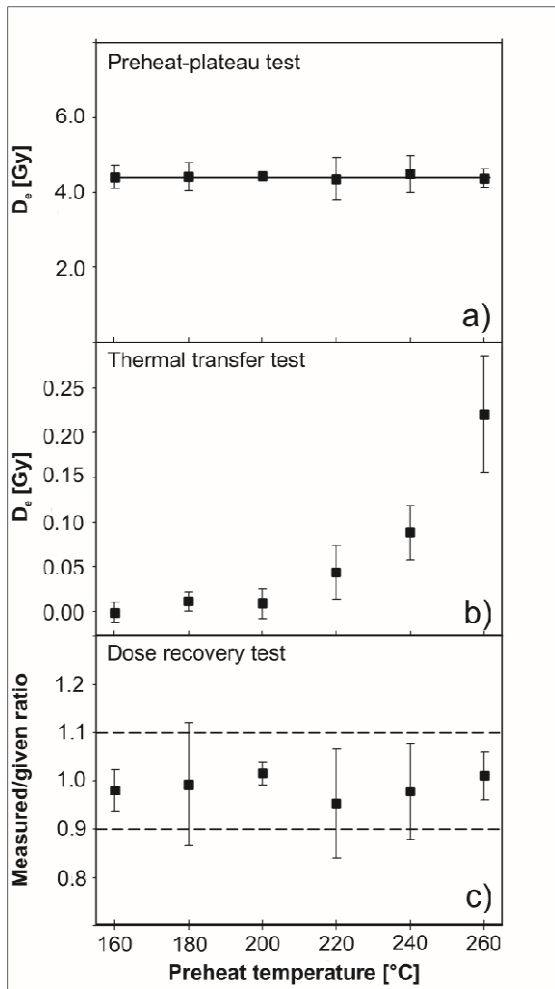 Preheat-plateau test
6.0
4.0
2.0
Dₑ [Gy]
a)
Thermal transfer test
0.25
0.20
0.15
0.10
0.05
0.00
Dₑ [Gy]
b)
Dose recovery test
1.2
1.1
1.0
0.9
0.8
Measured/given ratio
c)
160 180 200 220 240 260
Preheat temperature [°C]